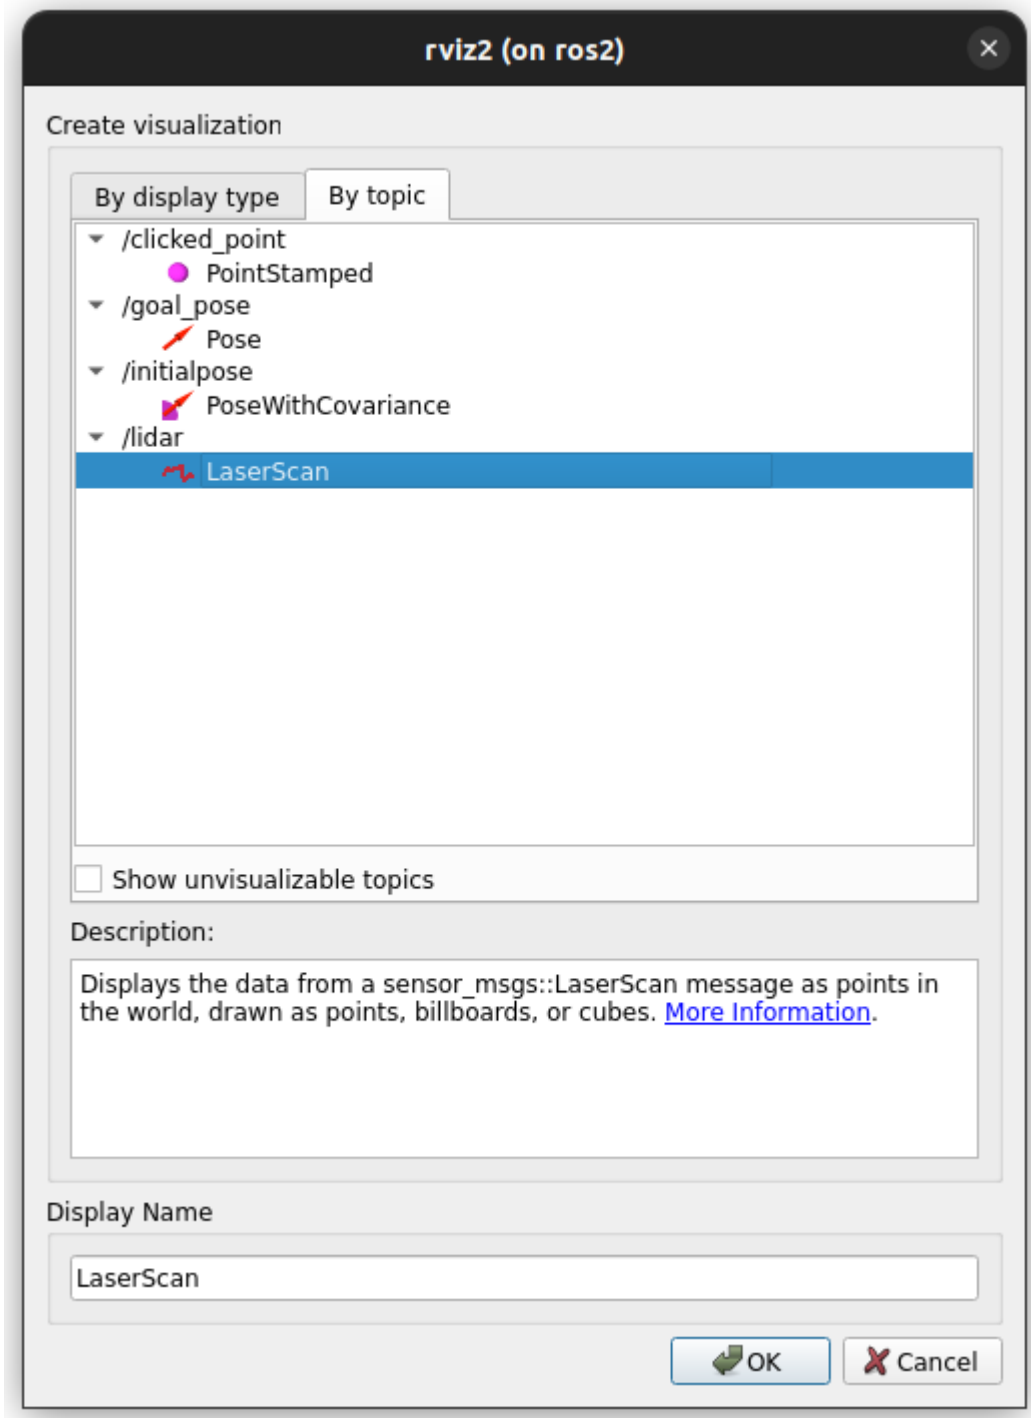 rviz2 (on ros2)
Create visualization
By display type
By topic
/clicked_point
PointStamped
/goal_pose
Pose
/initialpose
PoseWithCovariance
/lidar
LaserScan
Show unvisualizable topics
Description:
Displays the data from a sensor_msgs::LaserScan message as points in
the world, drawn as points, billboards, or cubes. More Information.
Display Name
LaserScan
OK
Cancel